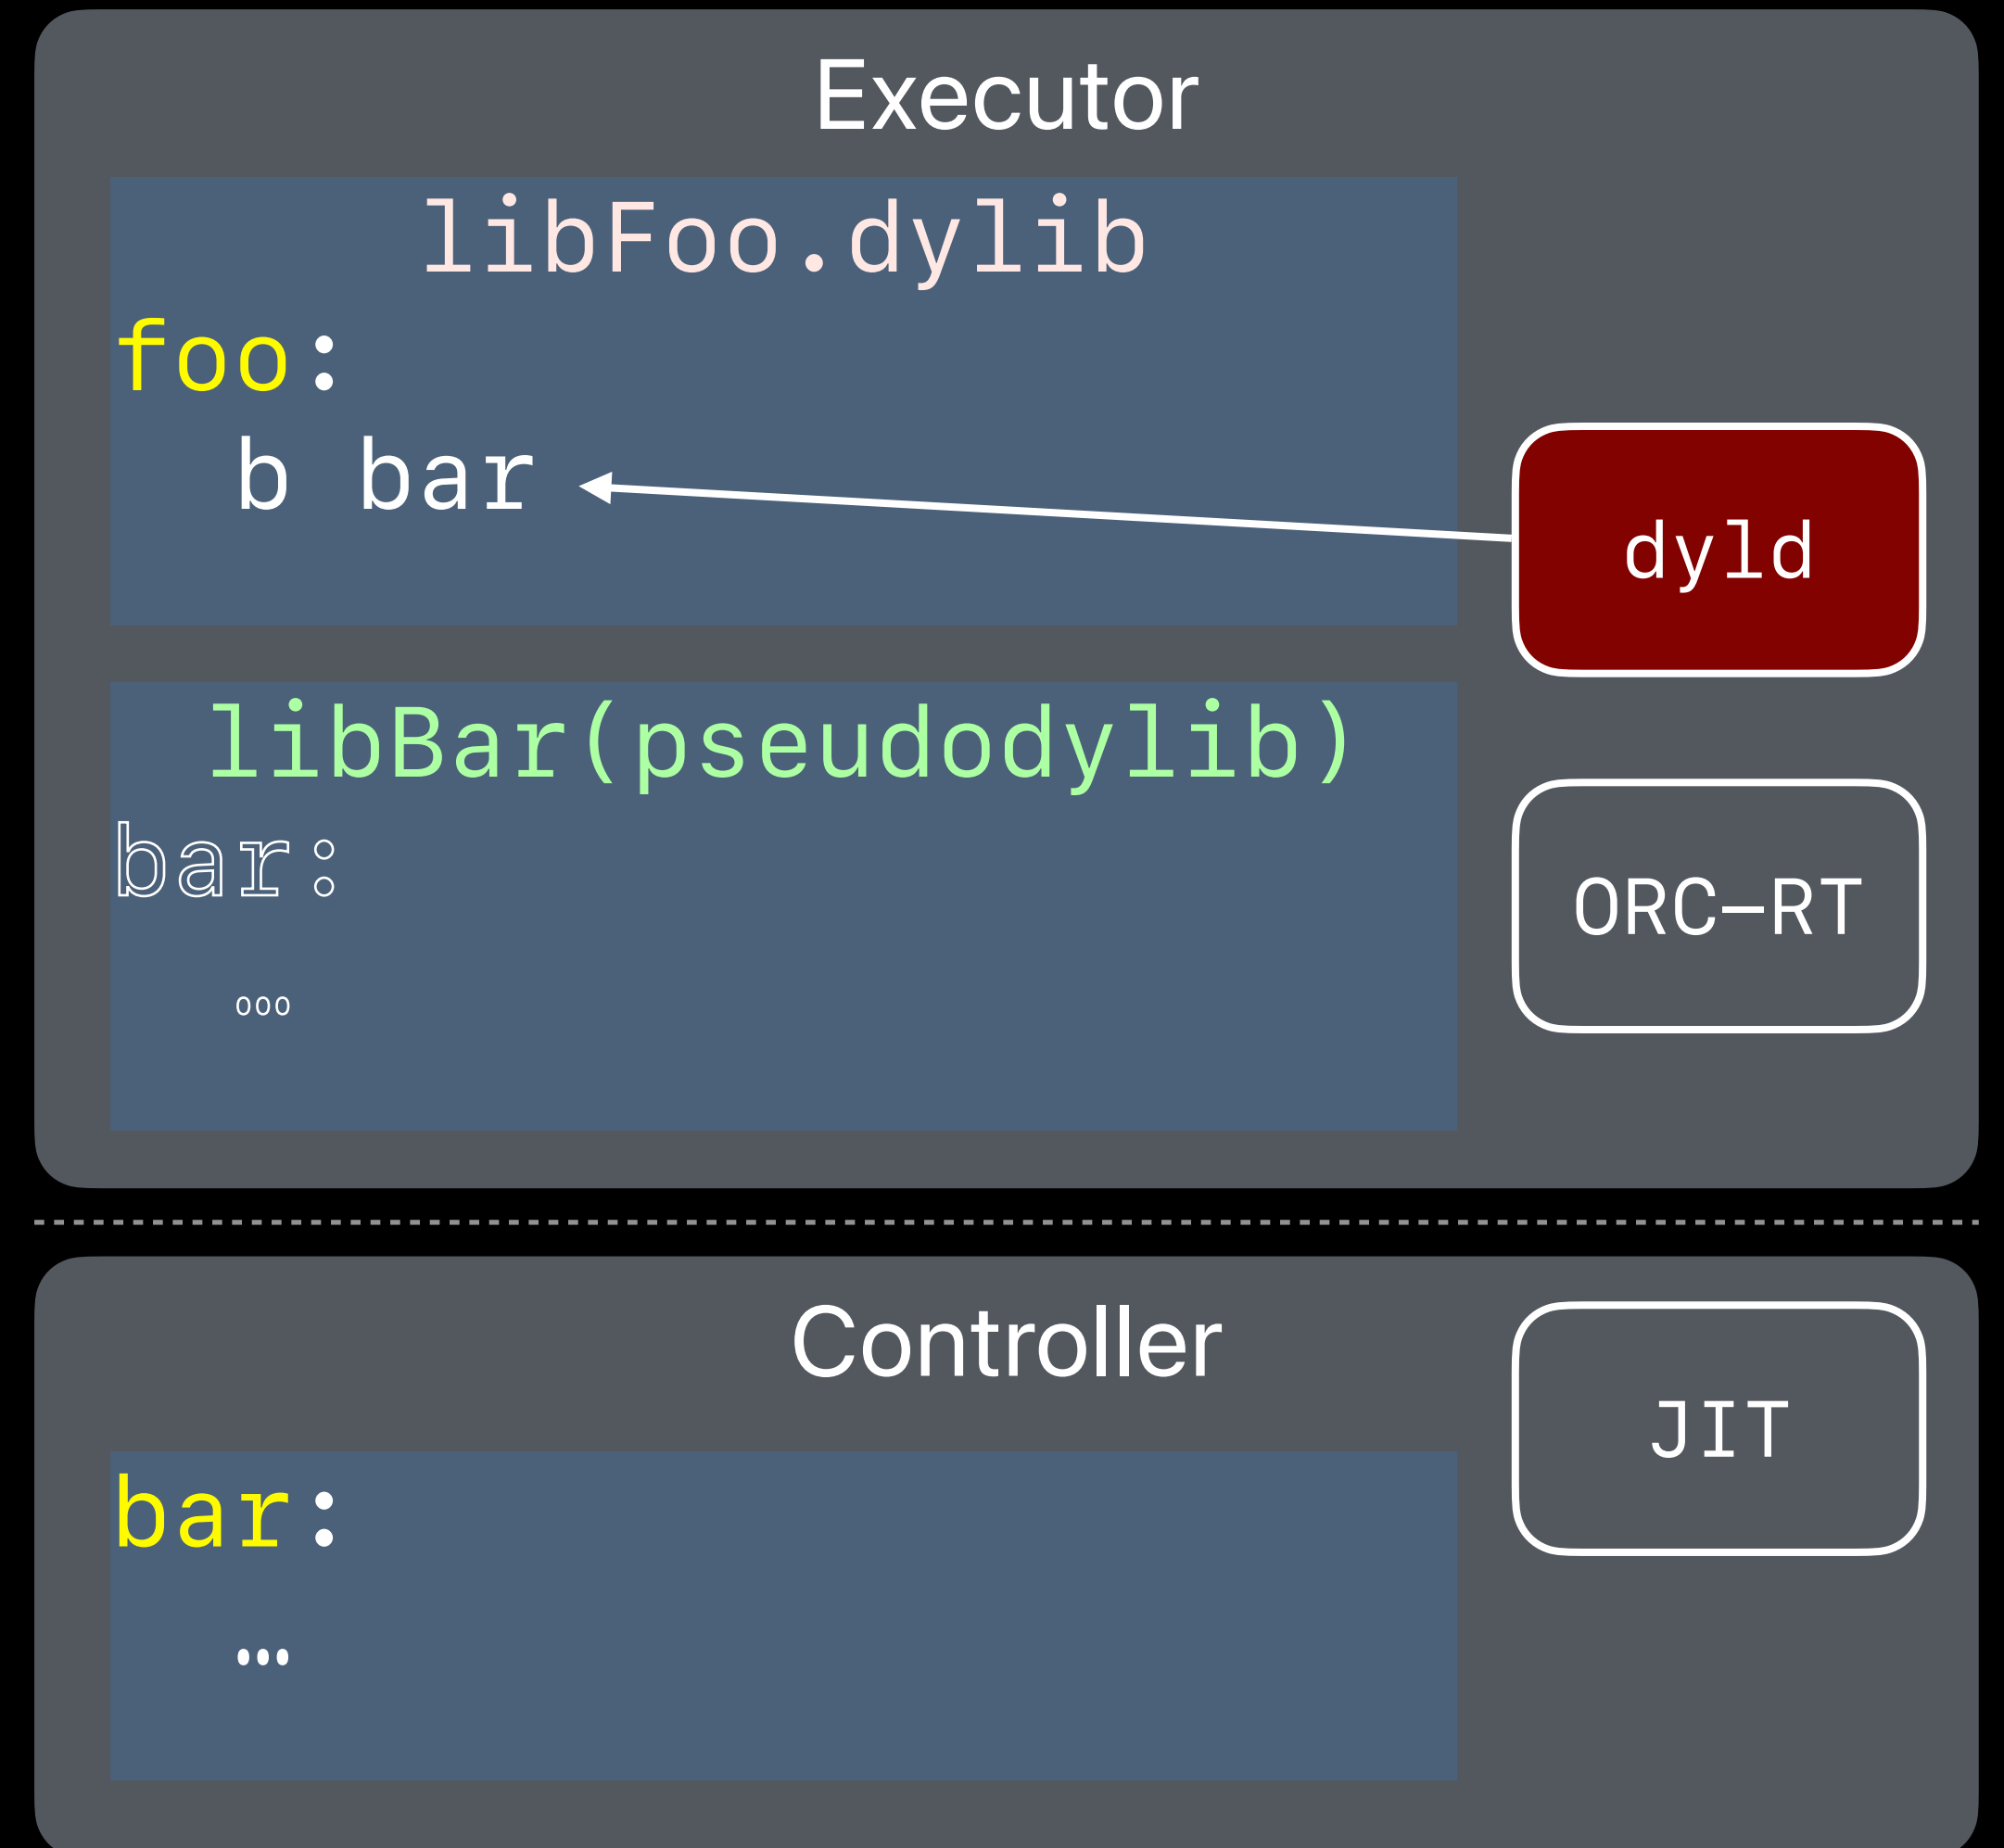 Executor
libFoo.dylib
foo:
b bar
dyld
libBar(pseudodylib)
bar:
ORC-RT
…
Controller
JIT
bar:
…